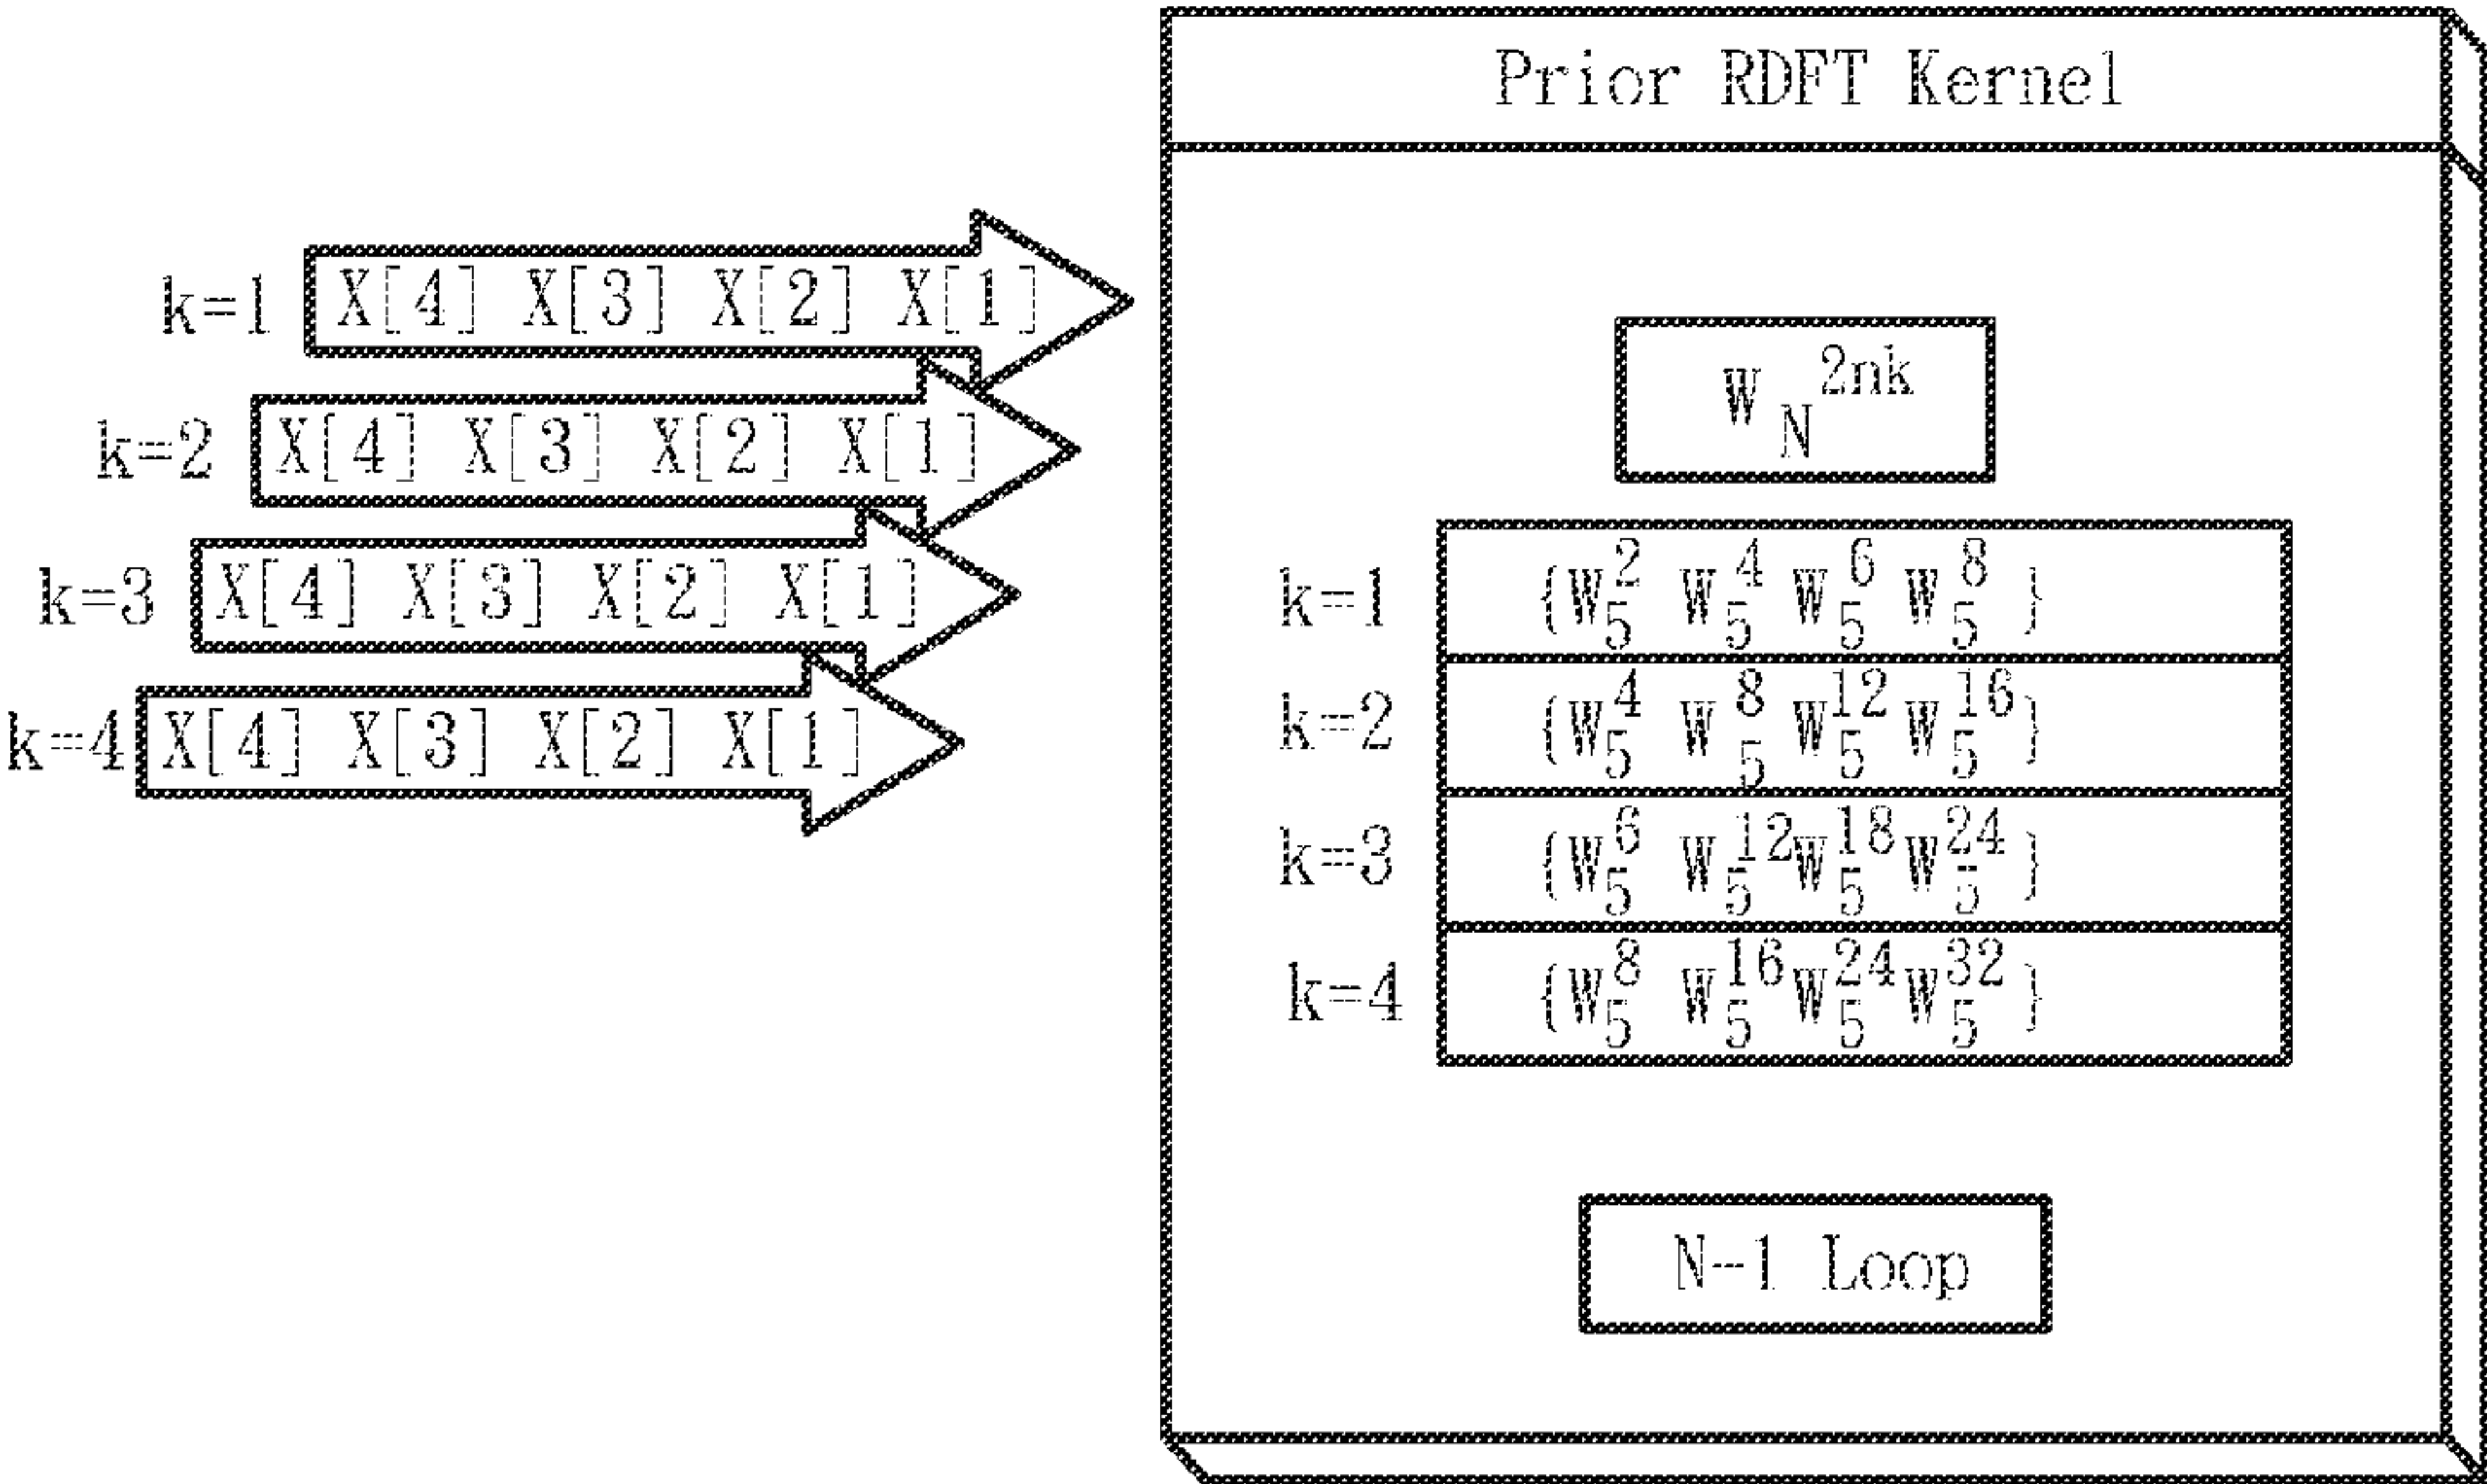 Prior RDFT Kernel
k=1 X[4] X[3] X[2] X[1]
k=2 X[4] X[3] X[2] X[1]
k=3 X[4] X[3] X[2] X[1]
k=4 X[4] X[3] X[2] X[1]
W_N^{2nk}
k=1 {W_5^2 W_5^4 W_5^6 W_5^8}
k=2 {W_5^4 W_5^8 W_5^{12} W_5^{16}}
k=3 {W_5^6 W_5^{12} W_5^{18} W_5^{24}}
k=4 {W_5^8 W_5^{16} W_5^{24} W_5^{32}}
N-1 Loop